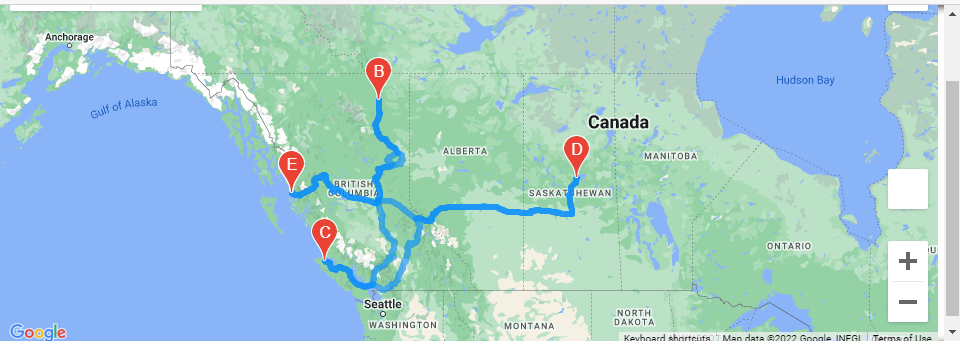 Anchorage
Gulf of Alaska
B
Hudson Bay
Canada
ALBERTA
D
MANITOBA
E
BRITISH
COLUMBIA
SASKATCHEWAN
C
ONTARIO
Seattle
WASHINGTON
NORTH
DAKOTA
MONTANA
Google
Keyboard shortcuts
Map data ©2022 Google, INEGI
Terms of Use